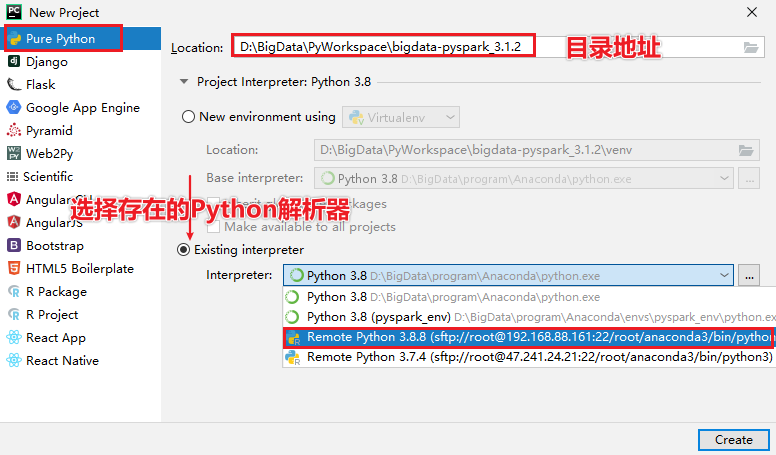 New Project
Pure Python
Django
Flask
Google App Engine
Pyramid
Web2Py
Scientific
AngularCLI
AngularJS
Bootstrap
HTML5 Boilerplate
R Package
R Project
React App
React Native
Location: D:\BigData\PyWorkspace\bigdata-pyspark_3.1.2
目录地址
Project Interpreter: Python 3.8
New environment using Virtualenv
Location: D:\BigData\PyWorkspace\bigdata-pyspark_3.1.2\venv
Base interpreter: Python 3.8 D:\BigData\program\Anaconda\python.exe ...
选择存在的Python解析器
packages
Make available to all projects
Existing interpreter
Interpreter: Python 3.8 D:\BigData\program\Anaconda\python.exe ...
Python 3.8 D:\BigData\program\Anaconda\python.exe
Python 3.8 (pyspark_env) D:\BigData\program\Anaconda\envs\pyspark_env\python.ex
Remote Python 3.8.8 (sftp://root@192.168.88.161:22/root/anaconda3/bin/python
Remote Python 3.7.4 (sftp://root@47.241.24.21:22/root/anaconda3/bin/python3)
Create